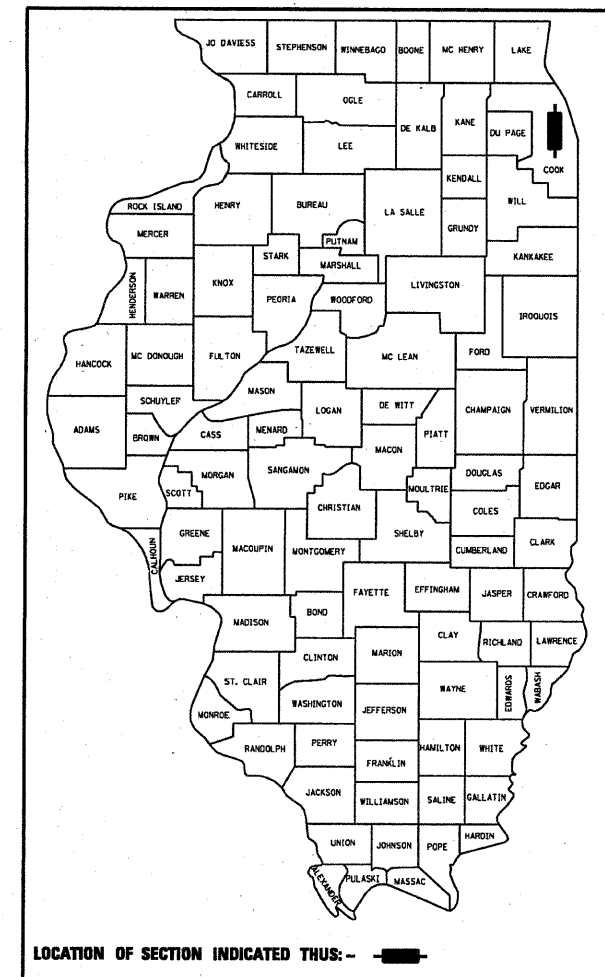 JO DAVIESS STEPHENSON WINNEBAGO BOONE MC HENRY LAKE
CARROLL OGLE DE KALB KANE DU PAGE COOK
WHITESIDE LEE KENDALL WILL
ROCK ISLAND HENRY BUREAU LA SALLE GRUNDY
MERCER PUTNAM KANKAKEE
STARK MARSHALL
HENDERSON WARREN KNOX PEORIA WOODFORD LIVINGSTON IROQUOIS
HANCOCK MC DONOUGH FULTON TAZEWELL MC LEAN FORD
SCHUYLER MASON
ADAMS BROWN CASS MENARD LOGAN DE WITT PIATT CHAMPAIGN VERMILION
MACON
PIKE SCOTT MORGAN SANGAMON CHRISTIAN MOULTRIE DOUGLAS EDGAR
COLES
CALHOUN GREENE MACOUPIN MONTGOMERY SHELBY CUMBERLAND CLARK
JERSEY
FAYETTE EFFINGHAM JASPER CRAWFORD
MADISON BOND
CLAY RICHLAND LAWRENCE
CLINTON MARION
ST. CLAIR WAYNE EDWARDS WABASH
WASHINGTON JEFFERSON
MONROE
RANDOLPH PERRY HAMILTON WHITE
FRANKLIN
JACKSON WILLIAMSON SALINE GALLATIN
UNION JOHNSON POPE HARDIN
ALEXANDER PULASKI MASSAC
LOCATION OF SECTION INDICATED THUS:-